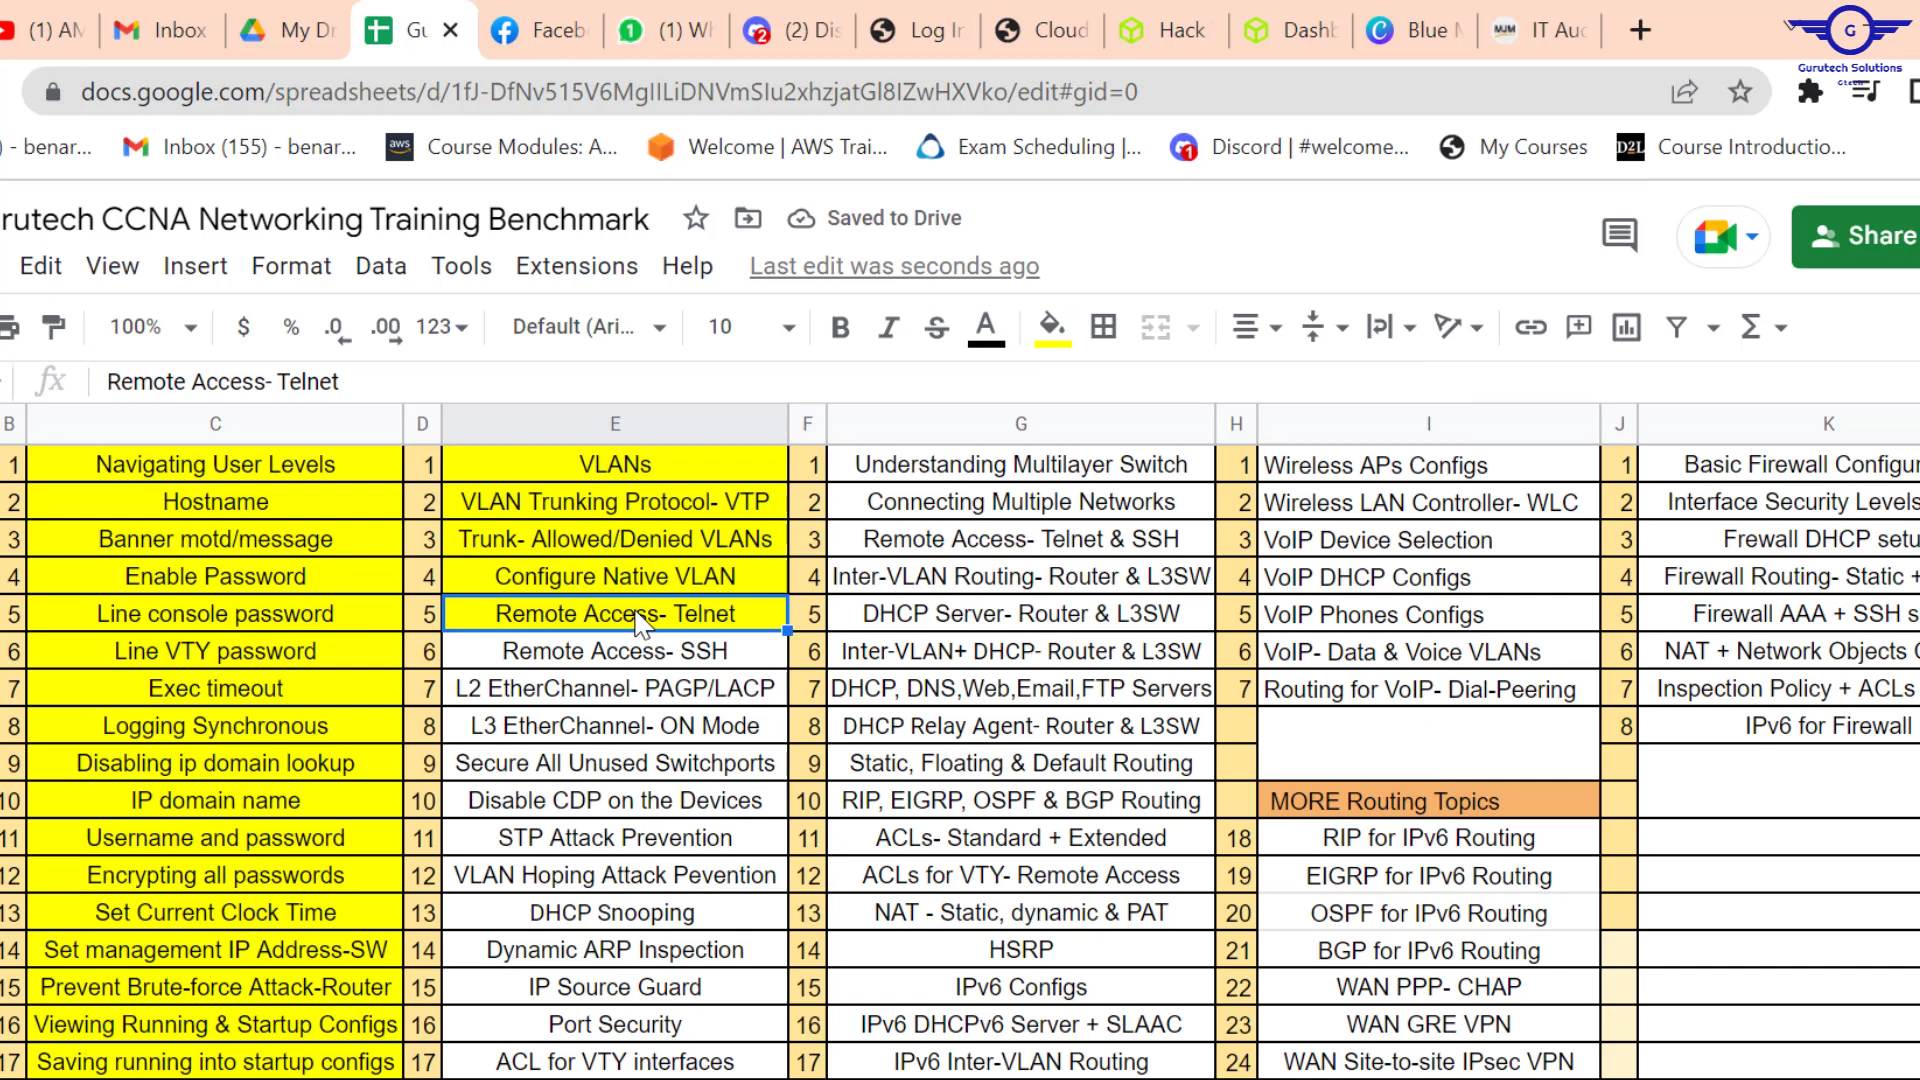 (1) AM Inbox My Dr Gu Faceb (1) Wh (2) Dis Log In Cloud Hack Dashb Blue M IT Aud
G
Gurutech Solutions
Gtech
docs.google.com/spreadsheets/d/1fJ-DfNv515V6MgIILiDNVmSIu2xhzjatGl8IZwHXVko/edit#gid=0
) - benar... Inbox (155) - benar... aws Course Modules: A... Welcome | AWS Trai... Exam Scheduling |... Discord | #welcome... My Courses D2L Course Introductio...
rutech CCNA Networking Training Benchmark Saved to Drive
Share
Edit View Insert Format Data Tools Extensions Help Last edit was seconds ago
100% $ % .0 .00 123 Default (Ari... 10 B I S A
fx Remote Access- Telnet
B C D E F G H I J K
1 Navigating User Levels 1 VLANs 1 Understanding Multilayer Switch 1 Wireless APs Configs 1 Basic Firewall Configur
2 Hostname 2 VLAN Trunking Protocol- VTP 2 Connecting Multiple Networks 2 Wireless LAN Controller- WLC 2 Interface Security Levels
3 Banner motd/message 3 Trunk- Allowed/Denied VLANs 3 Remote Access- Telnet & SSH 3 VoIP Device Selection 3 Frewall DHCP setu
4 Enable Password 4 Configure Native VLAN 4 Inter-VLAN Routing- Router & L3SW 4 VoIP DHCP Configs 4 Firewall Routing- Static +
5 Line console password 5 Remote Access- Telnet 5 DHCP Server- Router & L3SW 5 VoIP Phones Configs 5 Firewall AAA + SSH s
6 Line VTY password 6 Remote Access- SSH 6 Inter-VLAN+ DHCP- Router & L3SW 6 VoIP- Data & Voice VLANs 6 NAT + Network Objects C
7 Exec timeout 7 L2 EtherChannel- PAGP/LACP 7 DHCP, DNS,Web,Email,FTP Servers 7 Routing for VoIP- Dial-Peering 7 Inspection Policy + ACLs
8 Logging Synchronous 8 L3 EtherChannel- ON Mode 8 DHCP Relay Agent- Router & L3SW 8 IPv6 for Firewall
9 Disabling ip domain lookup 9 Secure All Unused Switchports 9 Static, Floating & Default Routing
10 IP domain name 10 Disable CDP on the Devices 10 RIP, EIGRP, OSPF & BGP Routing MORE Routing Topics
11 Username and password 11 STP Attack Prevention 11 ACLs- Standard + Extended 18 RIP for IPv6 Routing
12 Encrypting all passwords 12 VLAN Hoping Attack Pevention 12 ACLs for VTY- Remote Access 19 EIGRP for IPv6 Routing
13 Set Current Clock Time 13 DHCP Snooping 13 NAT - Static, dynamic & PAT 20 OSPF for IPv6 Routing
14 Set management IP Address-SW 14 Dynamic ARP Inspection 14 HSRP 21 BGP for IPv6 Routing
15 Prevent Brute-force Attack-Router 15 IP Source Guard 15 IPv6 Configs 22 WAN PPP- CHAP
16 Viewing Running & Startup Configs 16 Port Security 16 IPv6 DHCPv6 Server + SLAAC 23 WAN GRE VPN
17 Saving running into startup configs 17 ACL for VTY interfaces 17 IPv6 Inter-VLAN Routing 24 WAN Site-to-site IPsec VPN